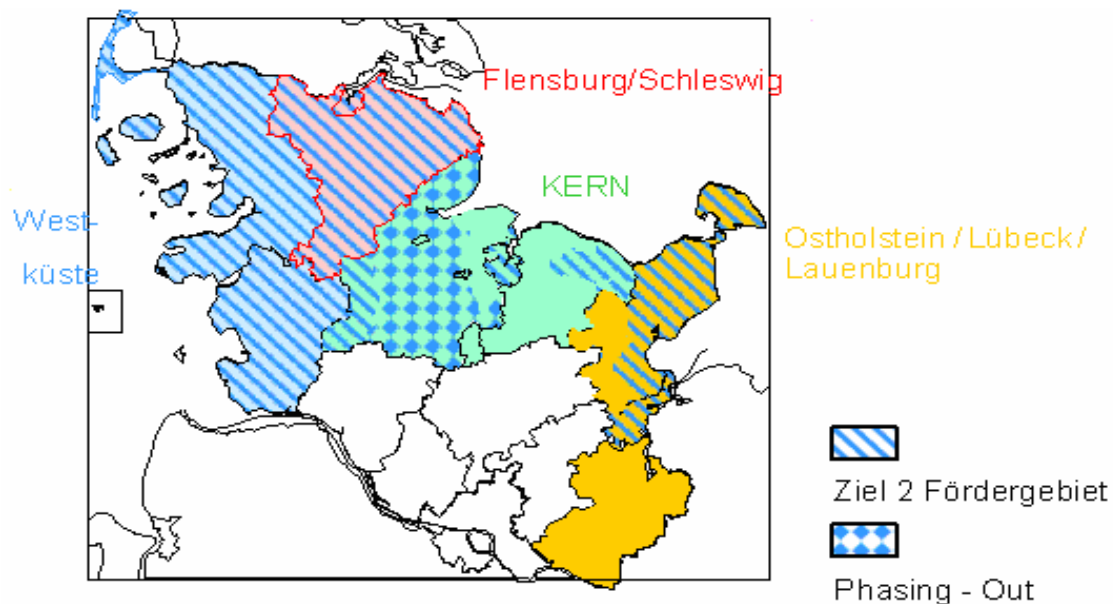 Flensburg/Schleswig
KERN
West-
küste
Ostholstein / Lübeck /
Lauenburg
Ziel 2 Fördergebiet
Phasing - Out